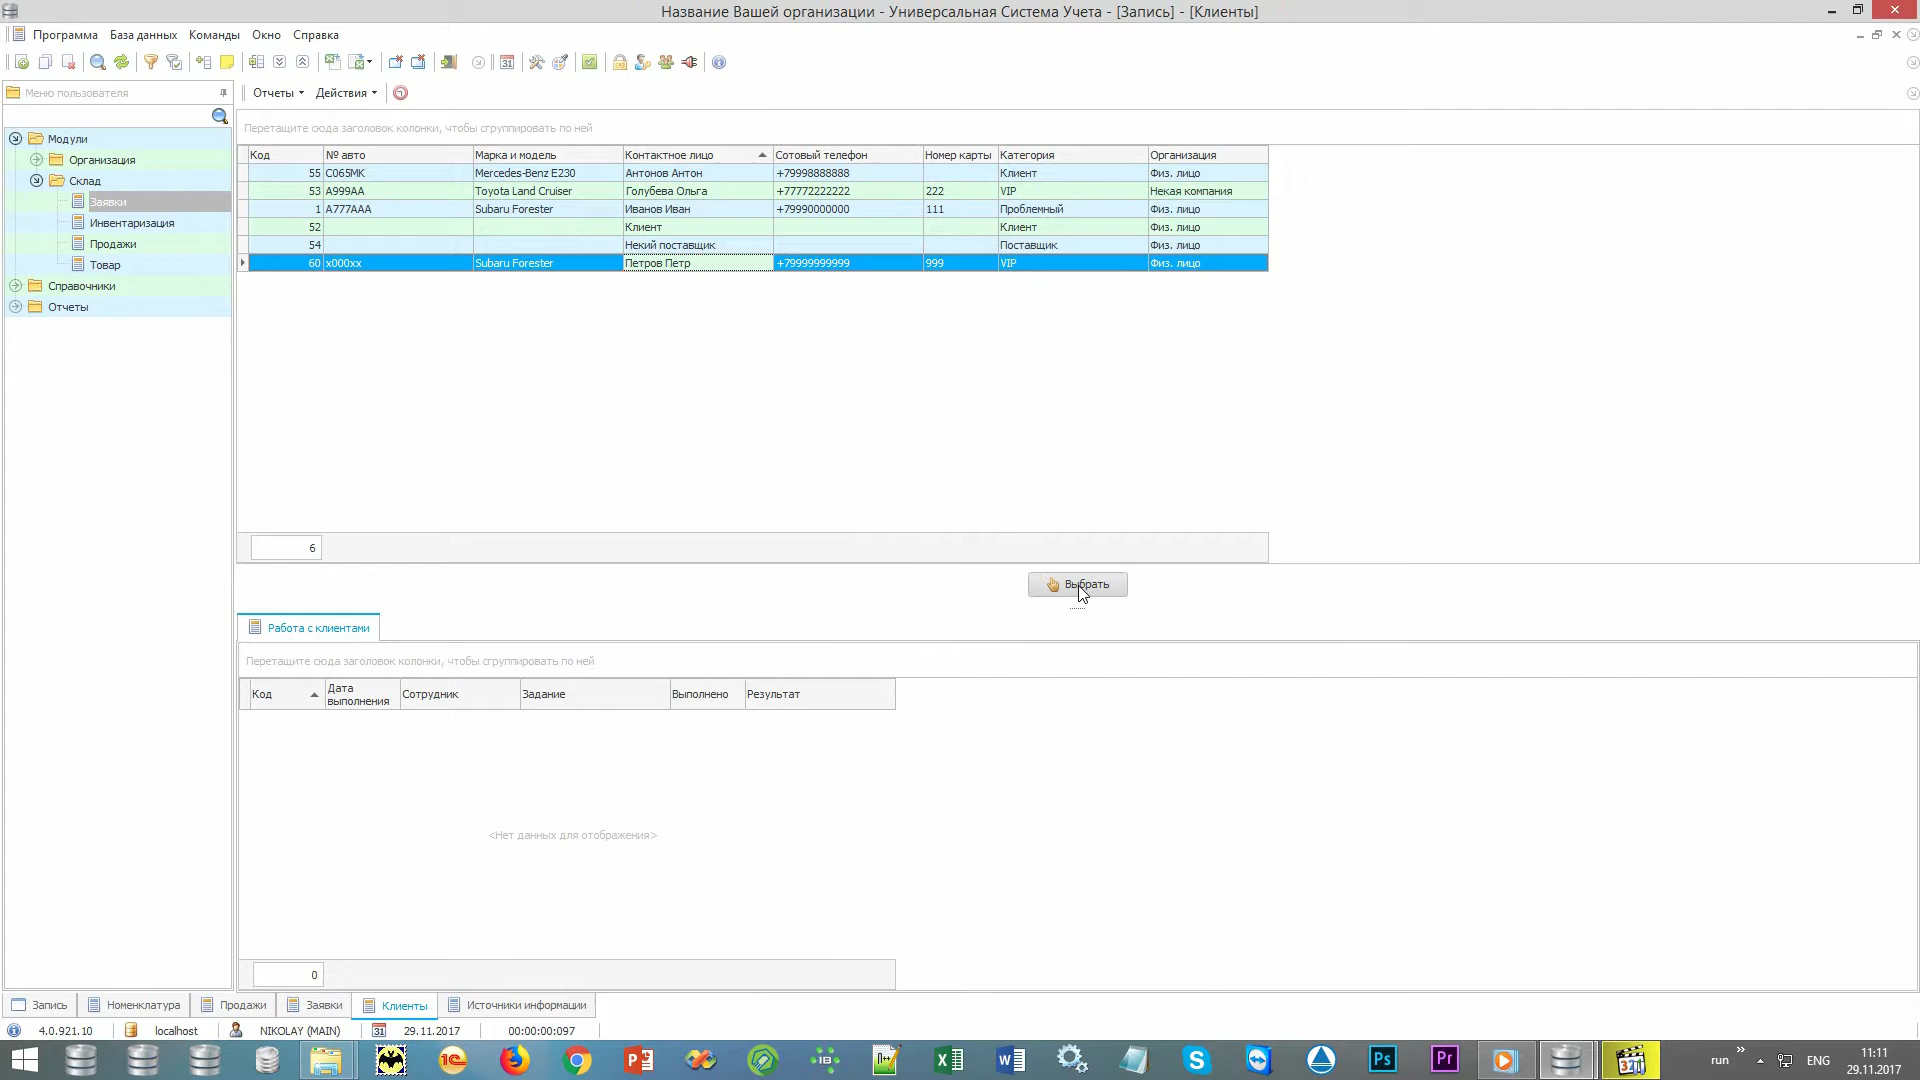 Название Вашей организации - Универсальная Система Учета - [Запись] - [Клиенты]
Программа База данных Команды Окно Справка
Меню пользователя
Отчеты Действия
Модули
Организация
Склад
Заявки
Инвентаризация
Продажи
Товар
Справочники
Отчеты
Перетащите сюда заголовок колонки, чтобы сгруппировать по ней
Код № авто Марка и модель Контактное лицо Сотовый телефон Номер карты Категория Организация
55 C065MK Mercedes-Benz E230 Антонов Антон +79998888888 Клиент Физ. лицо
53 A999AA Toyota Land Cruiser Голубева Ольга +77772222222 222 VIP Некая компания
1 A777AAA Subaru Forester Иванов Иван +79990000000 111 Проблемный Физ. лицо
52 Клиент Клиент Физ. лицо
54 Некий поставщик Поставщик Физ. лицо
60 x000xx Subaru Forester Петров Петр +79999999999 999 VIP Физ. лицо
6
Выбрать
Работа с клиентами
Перетащите сюда заголовок колонки, чтобы сгруппировать по ней
Код Дата выполнения Сотрудник Задание Выполнено Результат
<Нет данных для отображения>
0
Запись Номенклатура Продажи Заявки Клиенты Источники информации
4.0.921.10 localhost NIKOLAY (MAIN) 31 29.11.2017 00:00:00:097
run ENG 11:11
29.11.2017